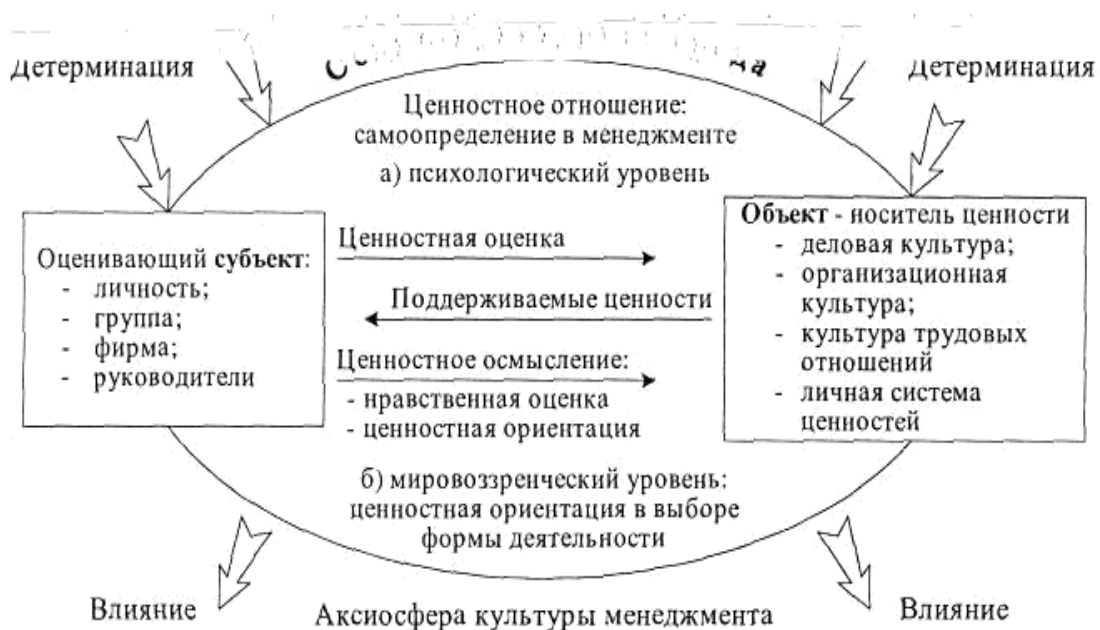 Детерминация
Детерминация
Ценностное отношение:
самоопределение в менеджменте
а) психологический уровень
Оценивающий субъект:
- личность;
- группа;
- фирма;
- руководители
Ценностная оценка
Поддерживаемые ценности
Ценностное осмысление:
- нравственная оценка
- ценностная ориентация
Объект - носитель ценности
- деловая культура;
- организационная
культура;
- культура трудовых
отношений
- личная система
ценностей
б) мировоззренческий уровень:
ценностная ориентация в выборе
формы деятельности
Влияние
Аксиосфера культуры менеджмента
Влияние